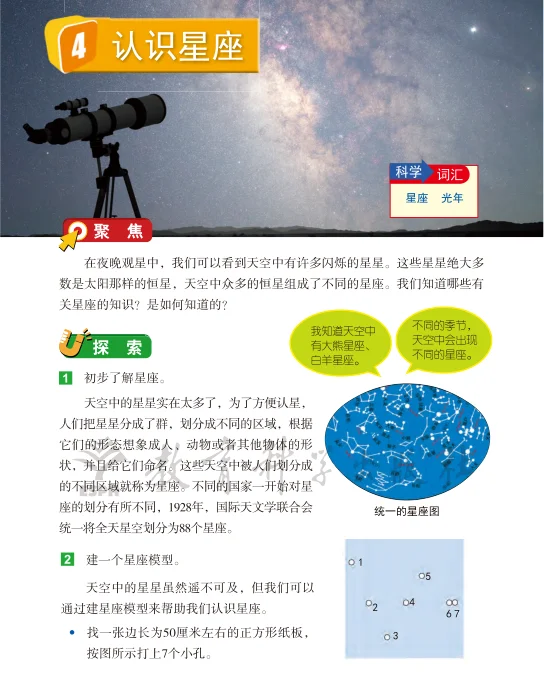 4 认识星座
科学 词汇
星座 光年
聚 焦
在夜晚观星中，我们可以看到天空中有许多闪烁的星星。这些星星绝大多
数是太阳那样的恒星，天空中众多的恒星组成了不同的星座。我们知道哪些有
关星座的知识？是如何知道的？
探 索
我知道天空中
有大熊星座、
白羊星座。
不同的季节，
天空中会出现
不同的星座。
1 初步了解星座。
天空中的星星实在太多了，为了方便认星，
人们把星星分成了群，划分成不同的区域，根据
它们的形态想象成人、动物或者其他物体的形
状，并且给它们命名。这些天空中被人们划分成
的不同区域就称为星座。不同的国家一开始对星
座的划分有所不同，1928年，国际天文学联合会
统一将全天星空划分为88个星座。
统一的星座图
2 建一个星座模型。
天空中的星星虽然遥不可及，但我们可以
通过建星座模型来帮助我们认识星座。
• 找一张边长为50厘米左右的正方形纸板，
按图所示打上7个小孔。
1
5
2
4
6 7
3
教育科学